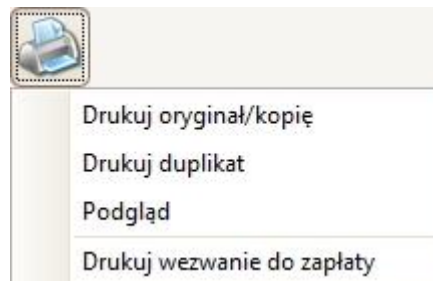 Drukuj oryginał/kopię
Drukuj duplikat
Podgląd
Drukuj wezwanie do zapłaty